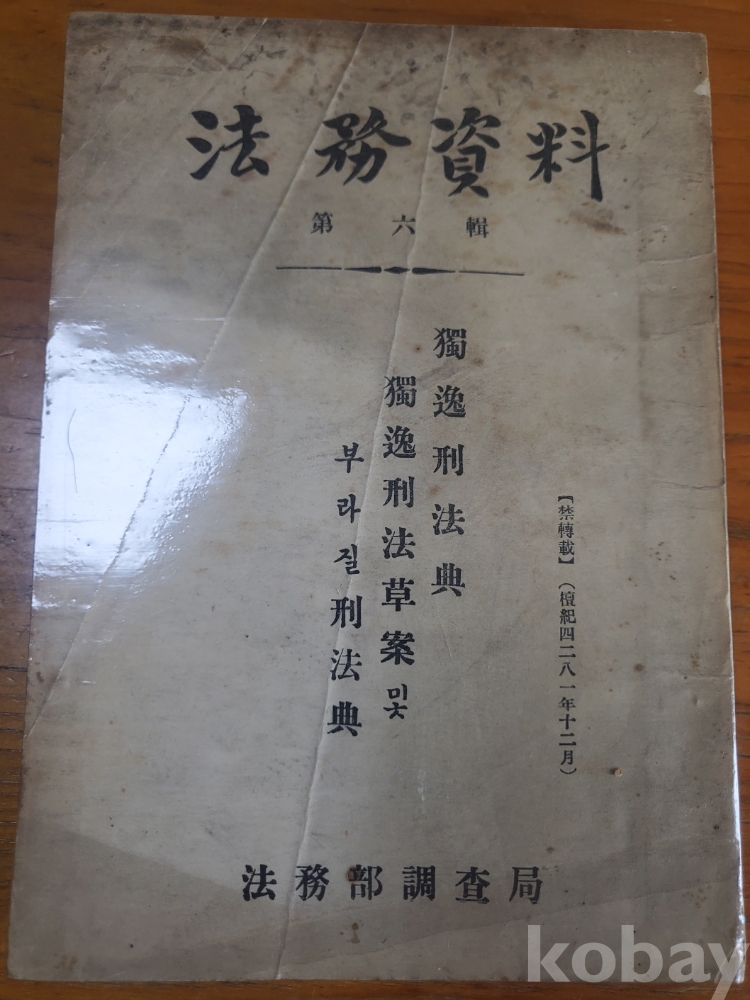 法務資料
第六輯
【禁轉載】（檀紀四二八一年十二月）
獨逸刑法典
獨逸刑法草案 및
부라질刑法典
法務部調査局
kobay